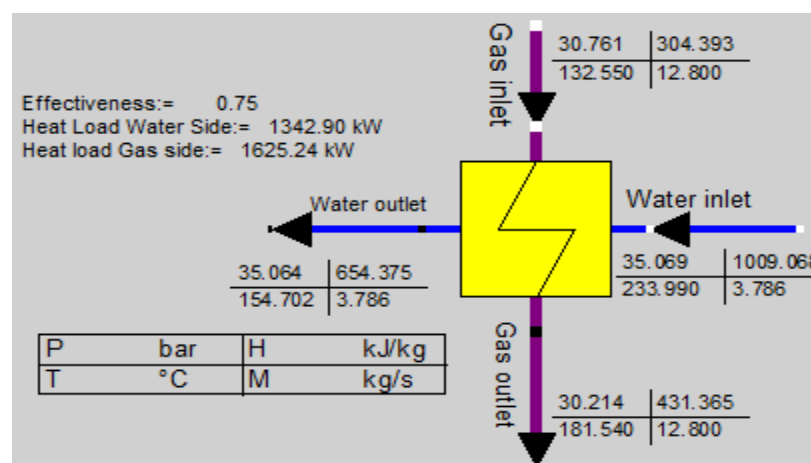 Gas inlet
30.761 304.393
132.550 12.800
Effectiveness:= 0.75
Heat Load Water Side:= 1342.90 kW
Heat load Gas side:= 1625.24 kW
Water outlet
Water inlet
35.064 654.375
154.702 3.786
35.069 1009.068
233.990 3.786
P bar H kJ/kg
T °C M kg/s
Gas outlet
30.214 431.365
181.540 12.800